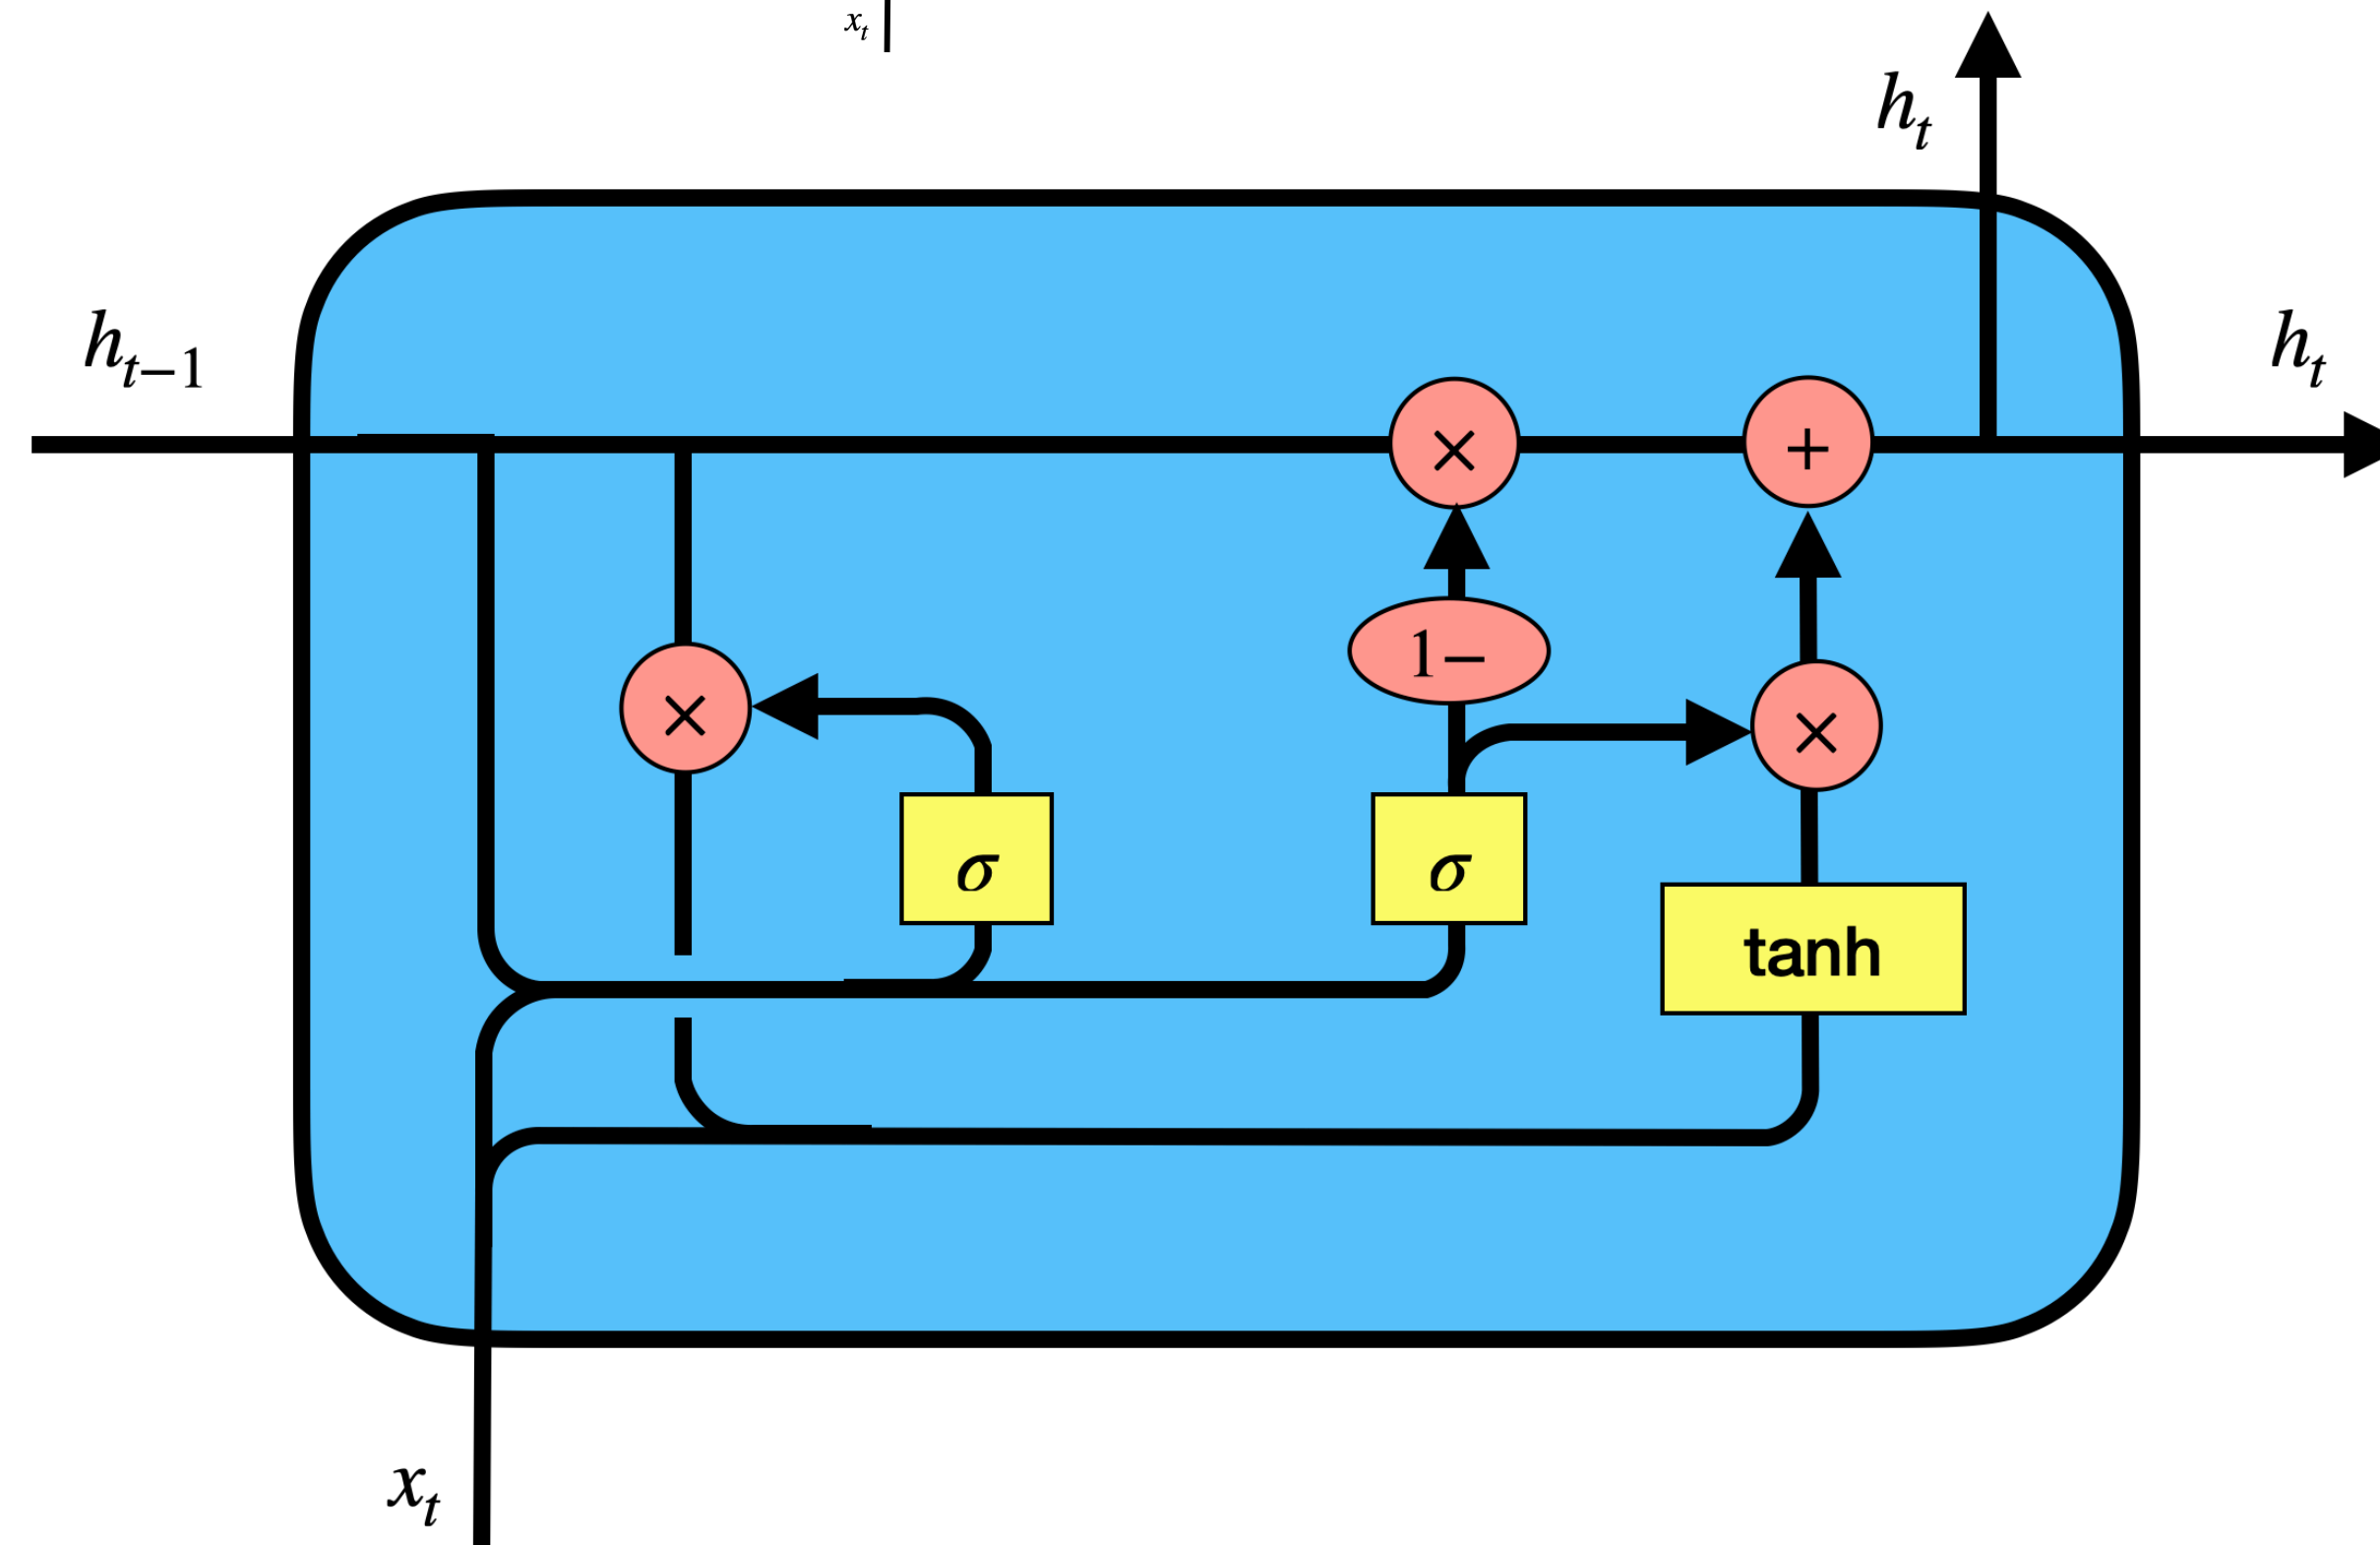 xₜ
hₜ
hₜ₋₁
hₜ
× +
1−
× ×
σ σ
tanh
xₜ